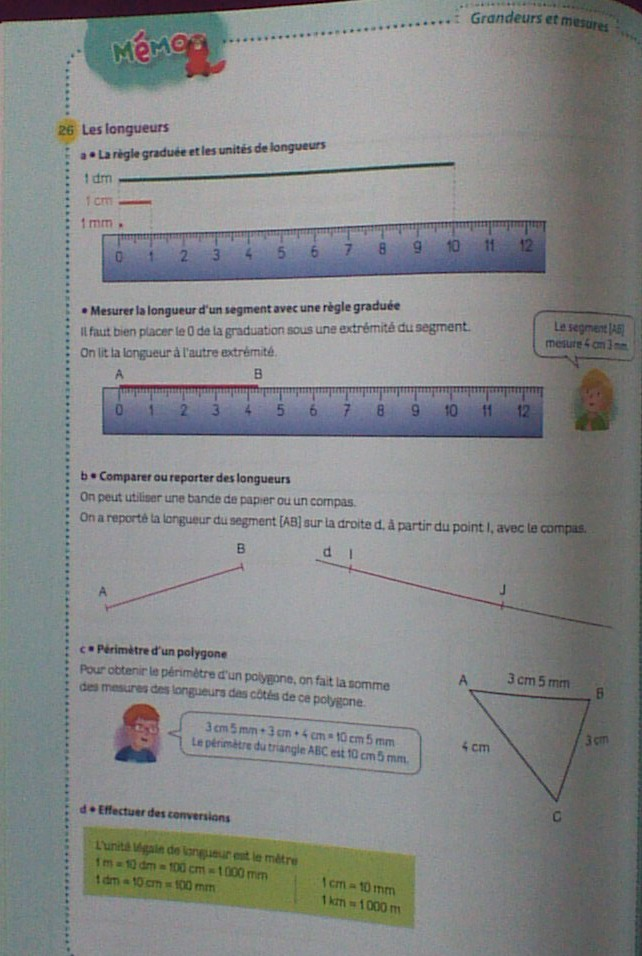 Grandeurs et mesures
MéMo
26 Les longueurs
a • La règle graduée et les unités de longueurs
1 dm
1 cm
1 mm
0 1 2 3 4 5 6 7 8 9 10 11 12
• Mesurer la longueur d'un segment avec une règle graduée
Il faut bien placer le 0 de la graduation sous une extrémité du segment.
On lit la longueur à l'autre extrémité.
Le segment [AB]
mesure 4 cm 3 mm.
A B
0 1 2 3 4 5 6 7 8 9 10 11 12
b • Comparer ou reporter des longueurs
On peut utiliser une bande de papier ou un compas.
On a reporté la longueur du segment [AB] sur la droite d, à partir du point I, avec le compas.
A B
d I J
c • Périmètre d'un polygone
Pour obtenir le périmètre d'un polygone, on fait la somme
des mesures des longueurs des côtés de ce polygone.
3 cm 5 mm + 3 cm + 4 cm = 10 cm 5 mm
Le périmètre du triangle ABC est 10 cm 5 mm.
A 3 cm 5 mm B
4 cm 3 cm
C
d • Effectuer des conversions
L'unité légale de longueur est le mètre
1 m = 10 dm = 100 cm = 1 000 mm
1 dm = 10 cm = 100 mm
1 cm = 10 mm
1 km = 1 000 m